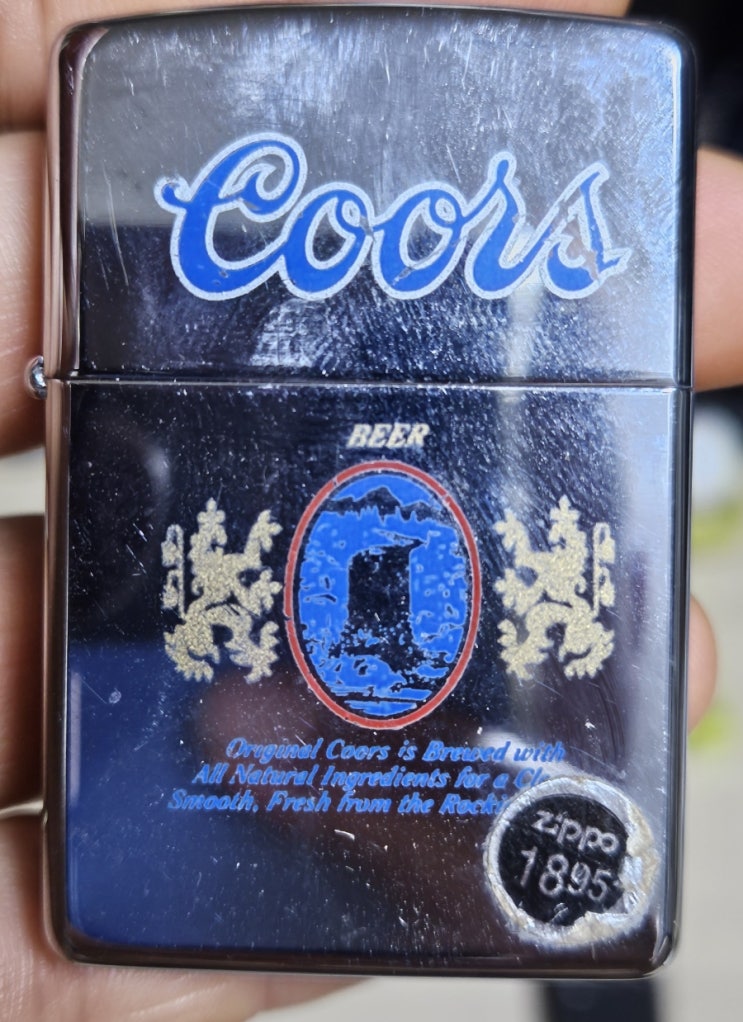 Coors
BEER
Original Coors is Brewed with
All Natural Ingredients for a
Smooth, Fresh from the
zippo
1895